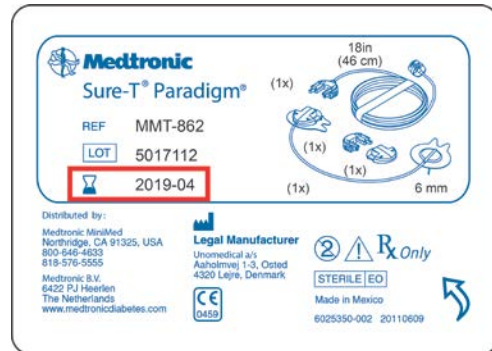 Medtronic
Sure-T® Paradigm®
REF MMT-862
LOT 5017112
2019-04
18in
(46 cm)
(1x)
(1x)
(1x)
(1x)
6 mm
Distributed by:
Medtronic MiniMed
Northridge, CA 91325, USA
800-646-4633
818-576-5555
Medtronic B.V.
6422 PJ Heerlen
The Netherlands
www.medtronicdiabetes.com
Legal Manufacturer
Unomedical a/s
Aaholmvej 1-3, Osted
4320 Lejre, Denmark
CE
0459
2
Rx Only
STERILE EO
Made in Mexico
6025350-002 20110609